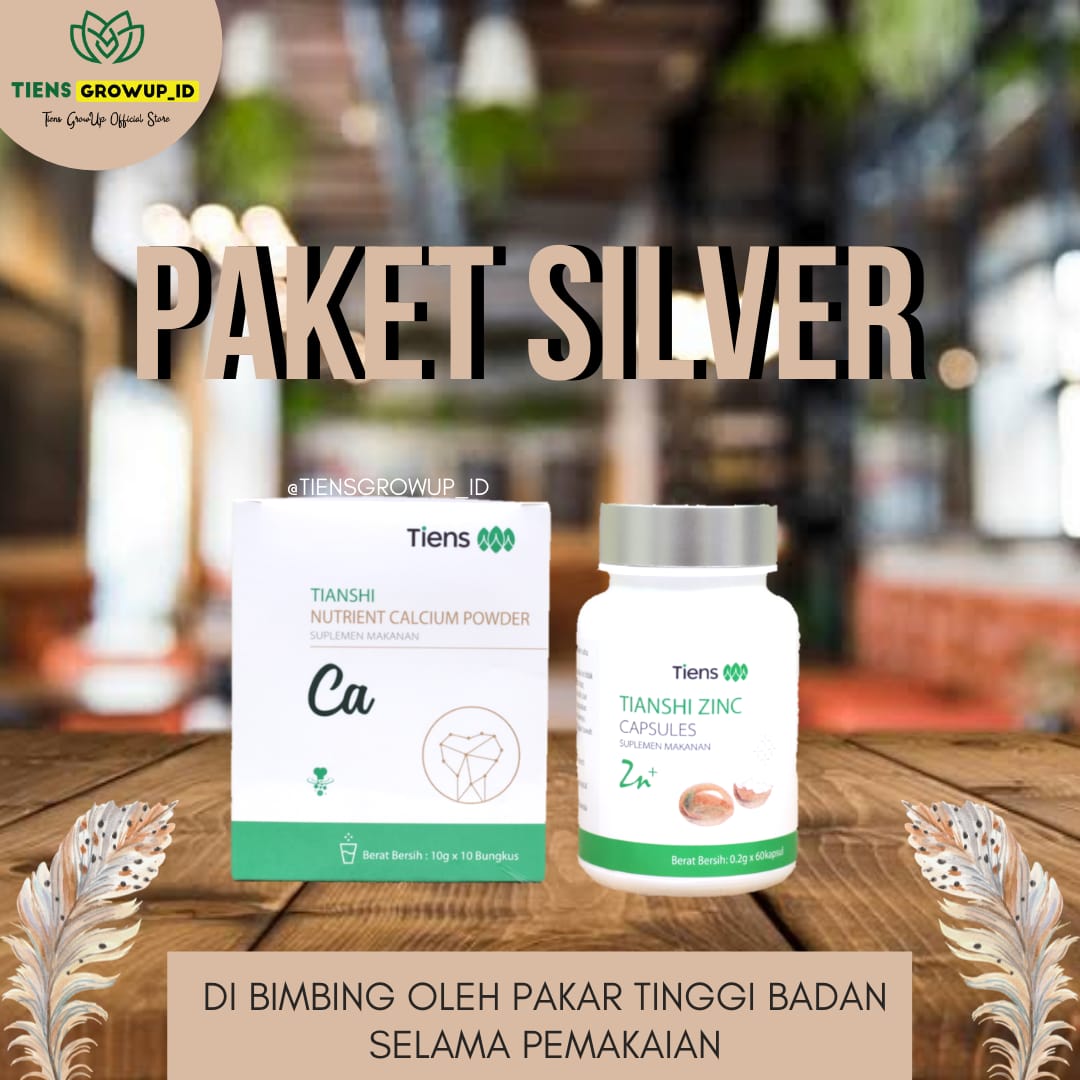 TIENS GROWUP_ID
Tiens GrowUp Official Store
PAKET SILVER
@TIENSGROWUP_ID
Tiens
TIANSHI
NUTRIENT CALCIUM POWDER
SUPLEMEN MAKANAN
Ca
Berat Bersih : 10g x 10 Bungkus
Tiens
TIANSHI ZINC
CAPSULES
SUPLEMEN MAKANAN
Zn+
Berat Bersih: 0.2g x 60kapsul
DI BIMBING OLEH PAKAR TINGGI BADAN
SELAMA PEMAKAIAN